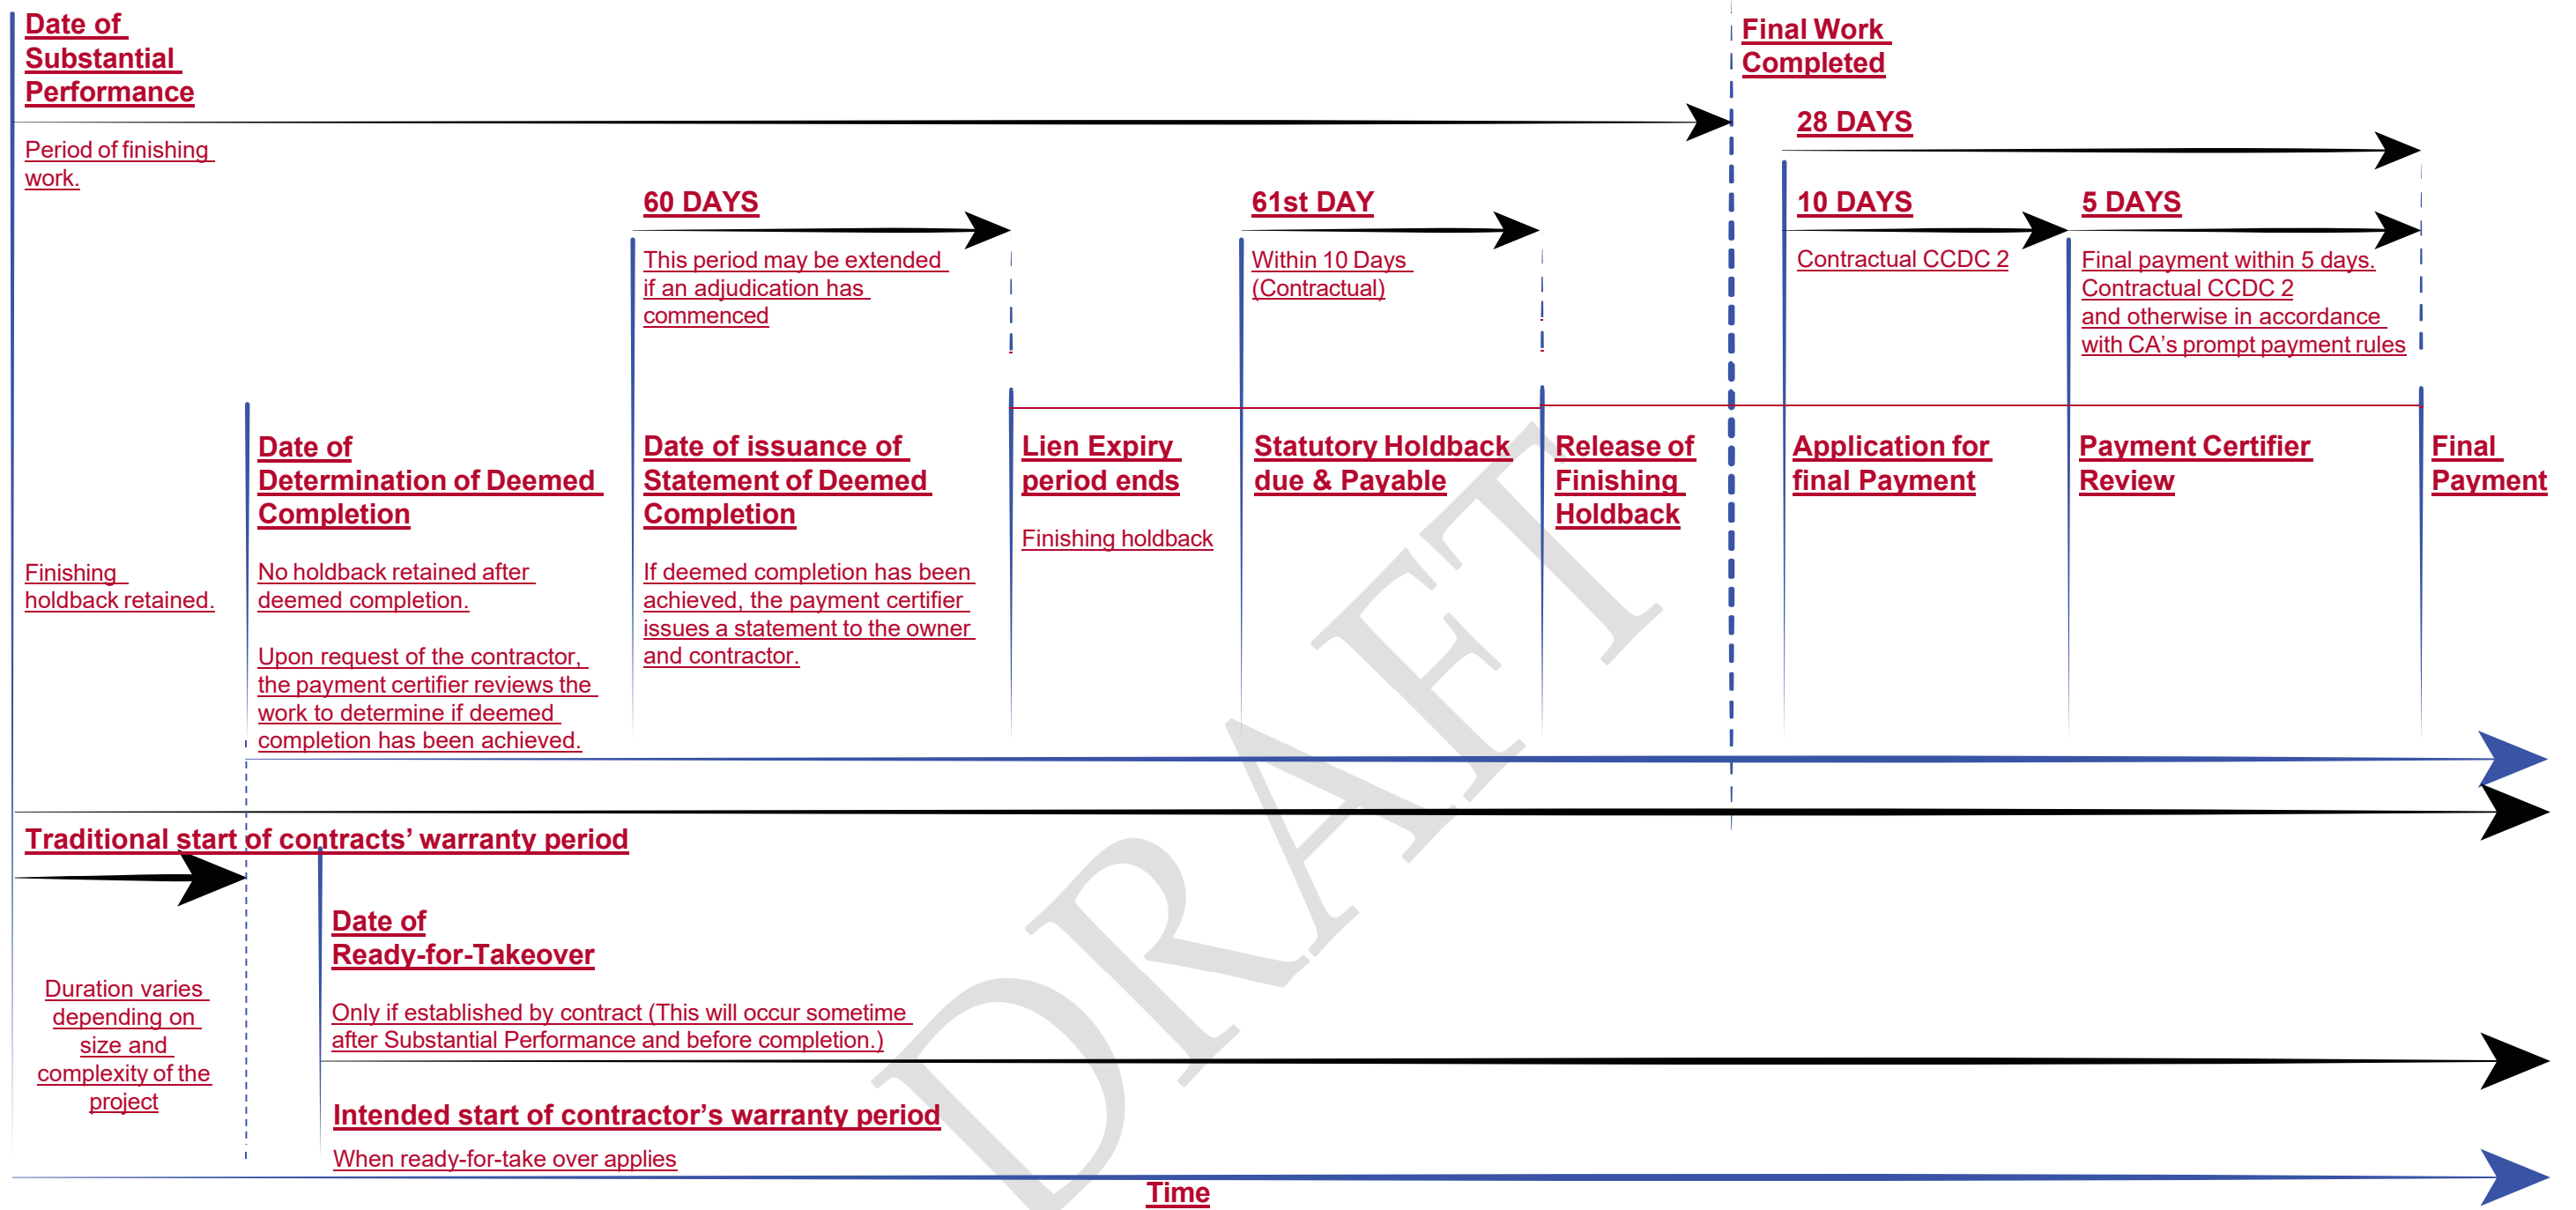 Date of
Substantial
Performance
Period of finishing
work.
Final Work
Completed
28 DAYS
60 DAYS
This period may be extended
if an adjudication has
commenced
61st DAY
Within 10 Days
(Contractual)
10 DAYS
Contractual CCDC 2
5 DAYS
Final payment within 5 days.
Contractual CCDC 2
and otherwise in accordance
with CA’s prompt payment rules
Finishing
holdback retained.
Date of
Determination of Deemed
Completion
No holdback retained after
deemed completion.
Upon request of the contractor,
the payment certifier reviews the
work to determine if deemed
completion has been achieved.
Date of issuance of
Statement of Deemed
Completion
If deemed completion has been
achieved, the payment certifier
issues a statement to the owner
and contractor.
Lien Expiry
period ends
Finishing holdback
Statutory Holdback
due & Payable
Release of
Finishing
Holdback
Application for
final Payment
Payment Certifier
Review
Final
Payment
Traditional start of contracts’ warranty period
Duration varies
depending on
size and
complexity of the
project
Date of
Ready-for-Takeover
Only if established by contract (This will occur sometime
after Substantial Performance and before completion.)
Intended start of contractor’s warranty period
When ready-for-take over applies
Time
DRAFT